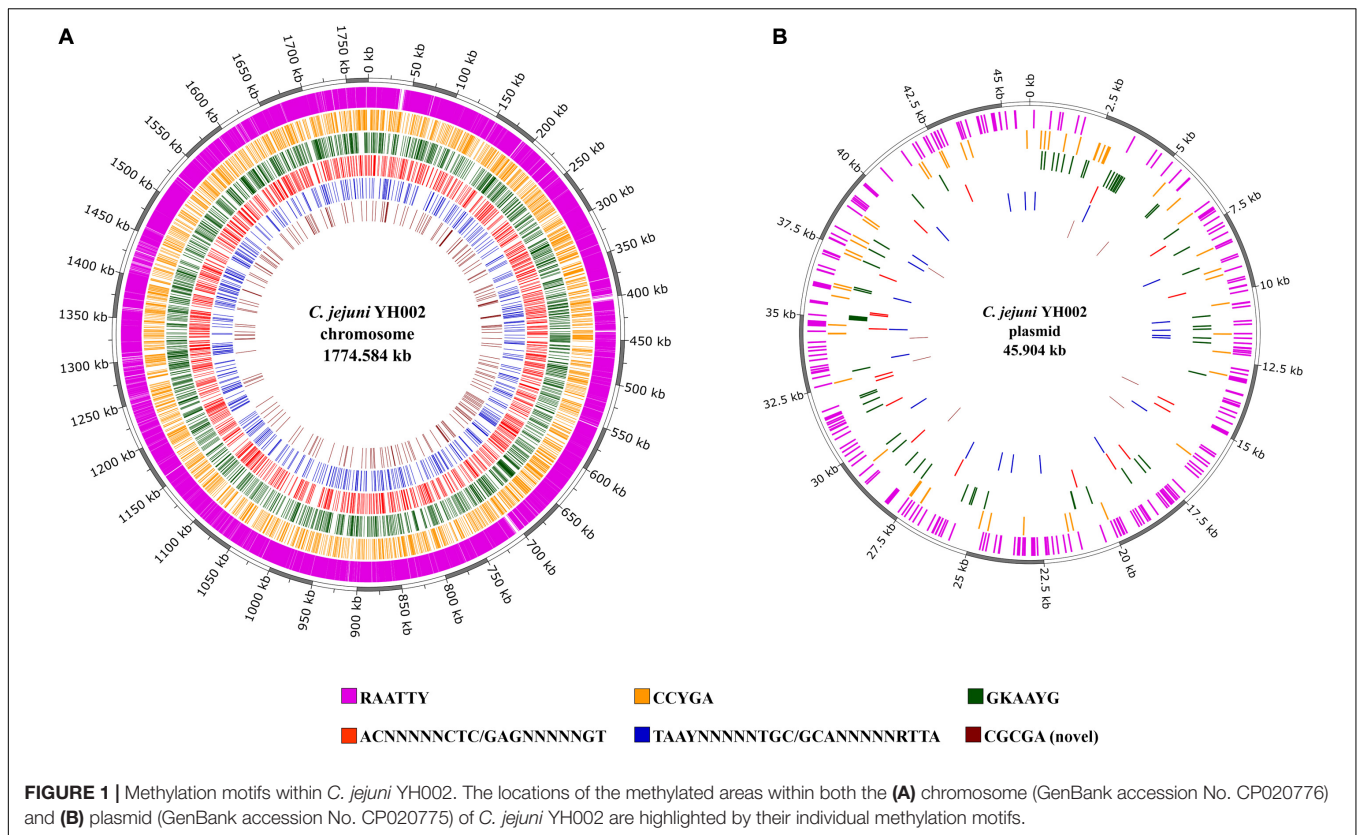 A
B
0 kb
50 kb
100 kb
150 kb
200 kb
250 kb
300 kb
350 kb
400 kb
450 kb
500 kb
550 kb
600 kb
650 kb
700 kb
750 kb
800 kb
850 kb
900 kb
950 kb
1000 kb
1050 kb
1100 kb
1150 kb
1200 kb
1250 kb
1300 kb
1350 kb
1400 kb
1450 kb
1500 kb
1550 kb
1600 kb
1650 kb
1700 kb
1750 kb
C. jejuni YH002
chromosome
1774.584 kb
0 kb
2.5 kb
5 kb
7.5 kb
10 kb
12.5 kb
15 kb
17.5 kb
20 kb
22.5 kb
25 kb
27.5 kb
30 kb
32.5 kb
35 kb
37.5 kb
40 kb
42.5 kb
45 kb
C. jejuni YH002
plasmid
45.904 kb
RAATTY
CCYGA
GKAAYG
ACNNNNNCTC/GAGNNNNNGT
TAAYNNNNNTGC/GCANNNNNRTTA
CGCGA (novel)
FIGURE 1 | Methylation motifs within C. jejuni YH002. The locations of the methylated areas within both the (A) chromosome (GenBank accession No. CP020776)
and (B) plasmid (GenBank accession No. CP020775) of C. jejuni YH002 are highlighted by their individual methylation motifs.